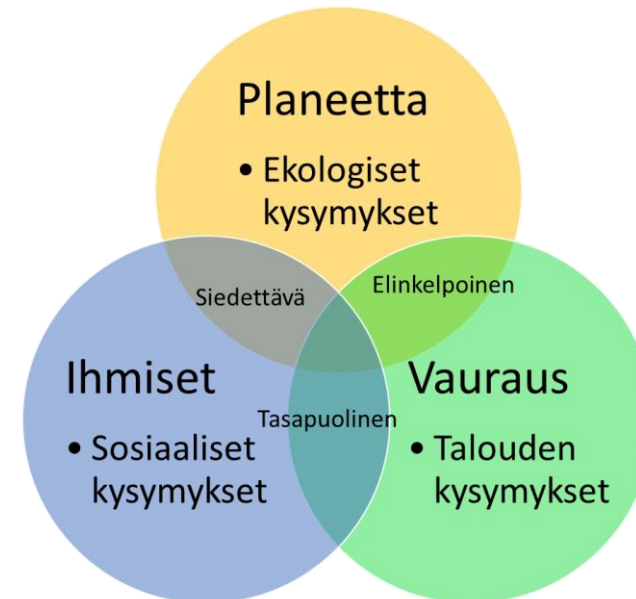 Planeetta
• Ekologiset
kysymykset
Siedettävä
Elinkelpoinen
Ihmiset
• Sosiaaliset
kysymykset
Tasapuolinen
Vauraus
• Talouden
kysymykset